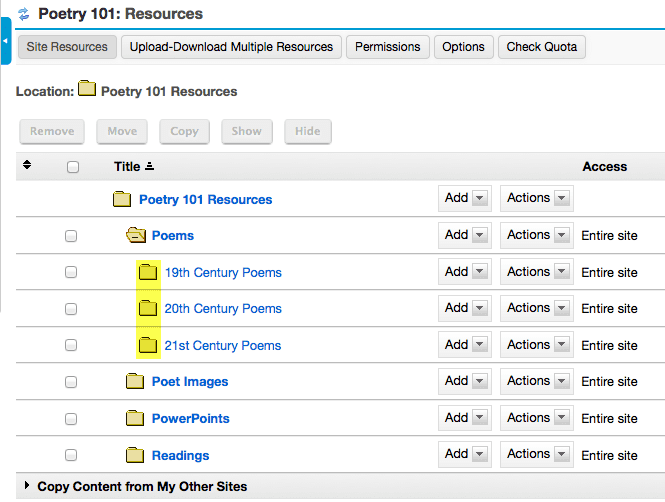 Poetry 101: Resources
Site Resources Upload-Download Multiple Resources Permissions Options Check Quota
Location: Poetry 101 Resources
Remove Move Copy Show Hide
Title Access
Poetry 101 Resources Add Actions
Poems Add Actions Entire site
19th Century Poems Add Actions Entire site
20th Century Poems Add Actions Entire site
21st Century Poems Add Actions Entire site
Poet Images Add Actions Entire site
PowerPoints Add Actions Entire site
Readings Add Actions Entire site
Copy Content from My Other Sites